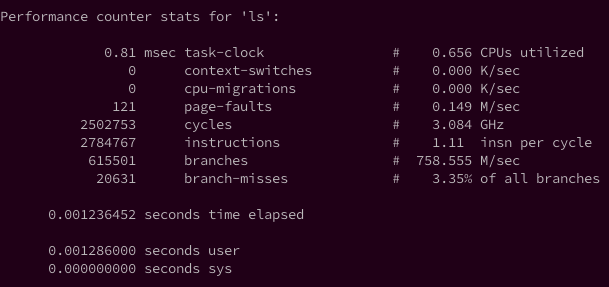 Performance counter stats for 'ls':
0.81 msec task-clock # 0.656 CPUs utilized
0 context-switches # 0.000 K/sec
0 cpu-migrations # 0.000 K/sec
121 page-faults # 0.149 M/sec
2502753 cycles # 3.084 GHz
2784767 instructions # 1.11 insn per cycle
615501 branches # 758.555 M/sec
20631 branch-misses # 3.35% of all branches
0.001236452 seconds time elapsed
0.001286000 seconds user
0.000000000 seconds sys